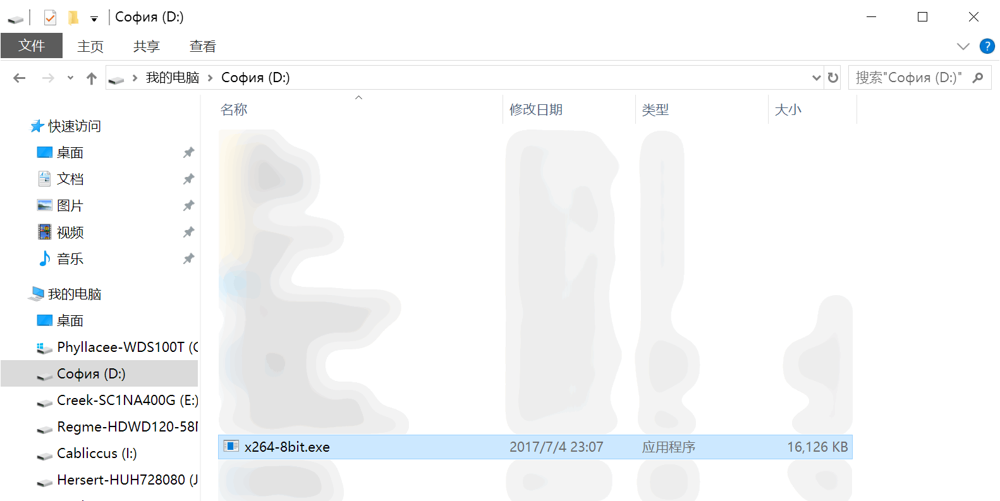 София (D:)
文件 主页 共享 查看
我的电脑 София (D:) 搜索"София (D:)"
名称 修改日期 类型 大小
快速访问
桌面
文档
图片
视频
音乐
我的电脑
桌面
Phyllacee-WDS100T (C
София (D:)
Creek-SC1NA400G (E:)
Regme-HDWD120-58
Cabliccus (I:)
Hersert-HUH728080 (J
x264-8bit.exe 2017/7/4 23:07 应用程序 16,126 KB